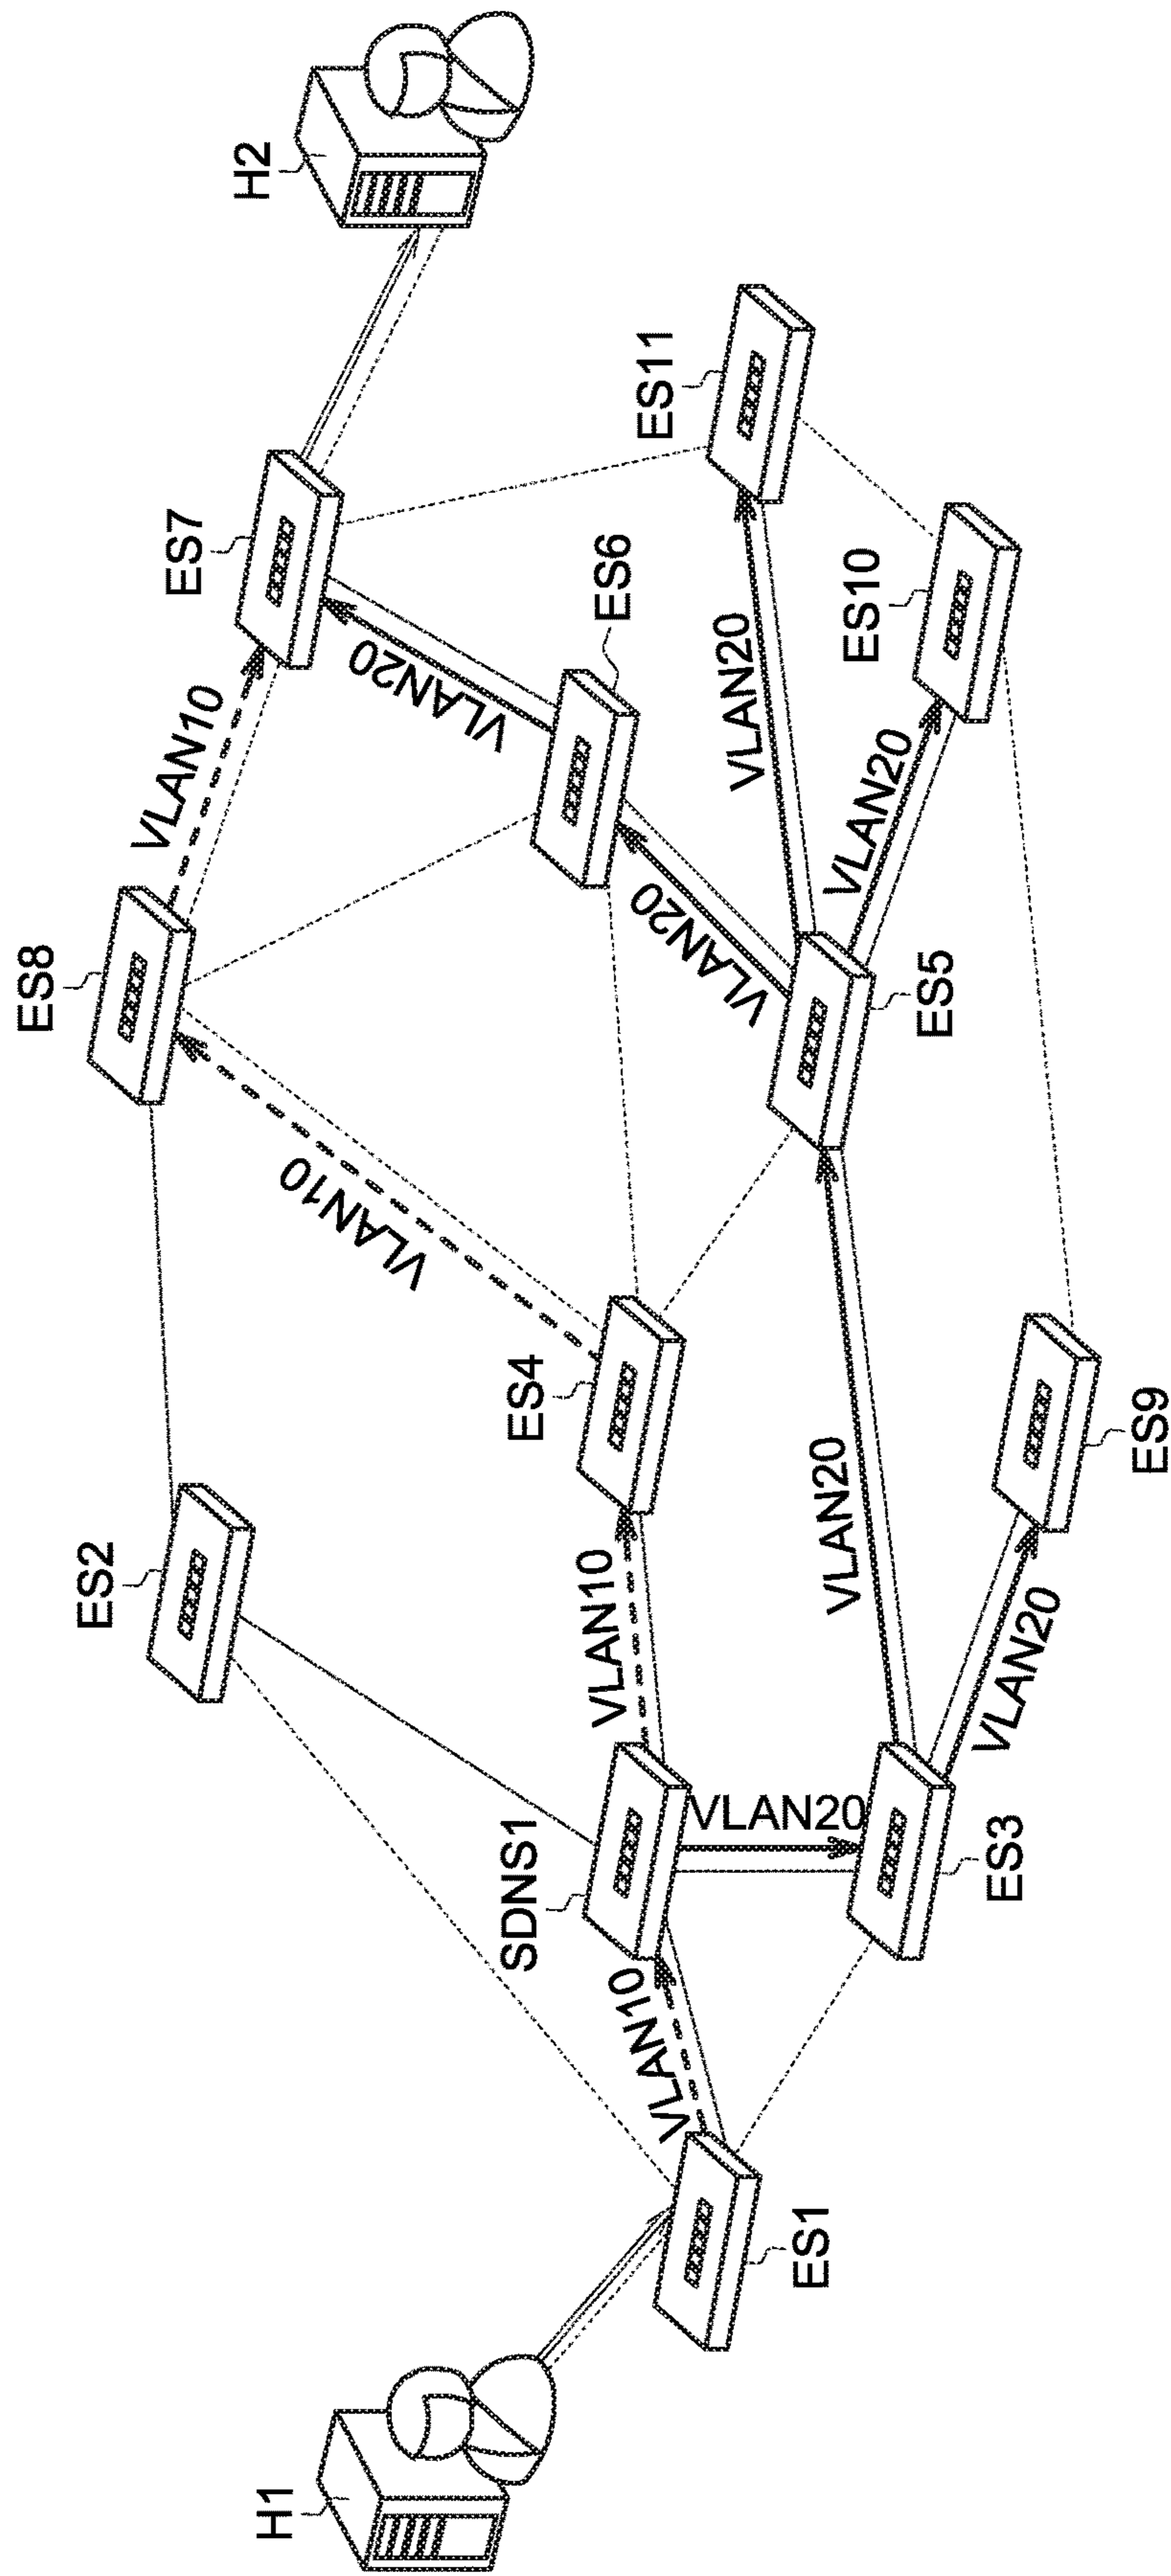 H1
H2
ES1
SDNS1
ES2
ES3
ES4
ES5
ES6
ES7
ES8
ES9
ES10
ES11
VLAN10
VLAN10
VLAN10
VLAN10
VLAN20
VLAN20
VLAN20
VLAN20
VLAN20
VLAN20
VLAN20